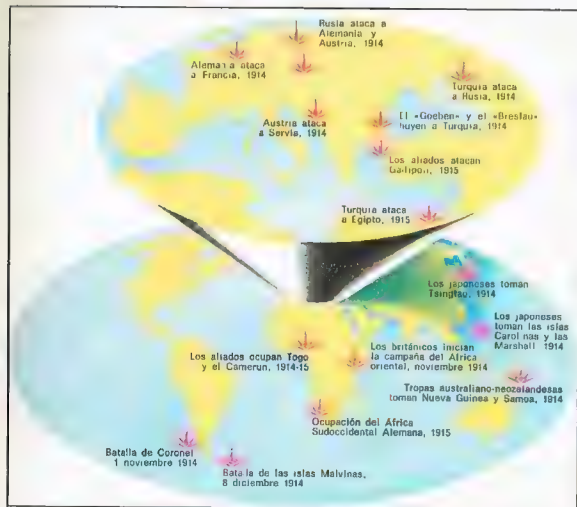 Rusia ataca a
Alemania y
Austria, 1914
Alemania ataca
a Francia, 1914
Turquía ataca
a Rusia, 1914
Austria ataca
a Servia, 1914
El «Goeben» y el «Breslau»
huyen a Turquía, 1914
Los aliados atacan
Gallipoli, 1915
Turquía ataca
a Egipto, 1915
Los japoneses toman
Tsingtao, 1914
Los japoneses
toman las islas
Carolinas y las
Marshall 1914
Los aliados ocupan Togo
y el Camerun, 1914-15
Los británicos inician
la campaña del Africa
oriental, noviembre 1914
Tropas australiano-neozelandesas
toman Nueva Guinea y Samoa, 1914
Ocupación del Africa
Sudoccidental Alemana, 1915
Batalla de Coronel
1 noviembre 1914
Batalla de las islas Malvinas,
8 diciembre 1914